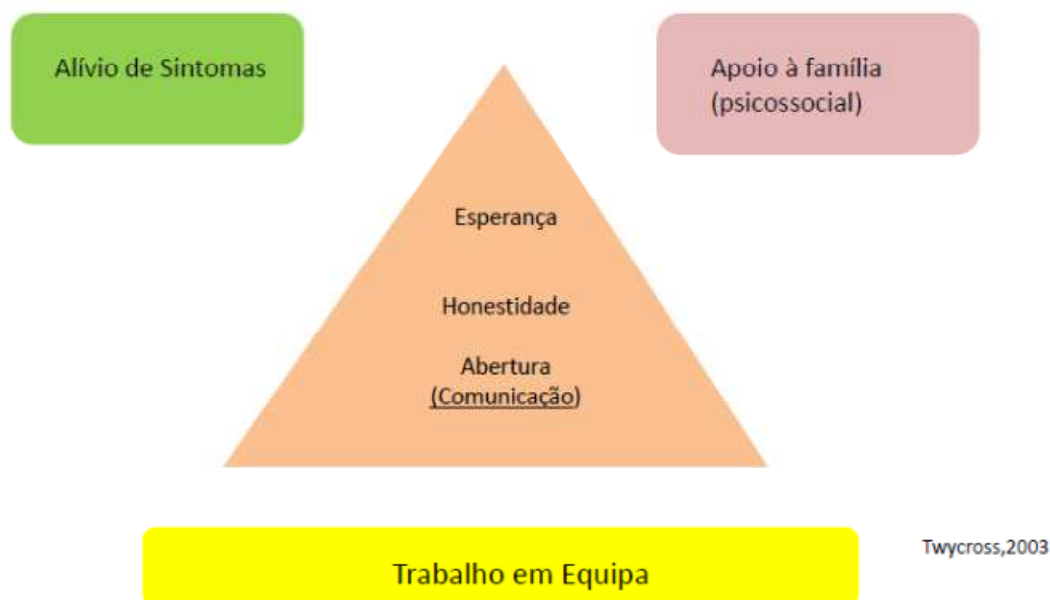 Alívio de Sintomas
Apoio à família
(psicossocial)
Esperança
Honestidade
Abertura
(Comunicação)
Trabalho em Equipa
Twycross,2003